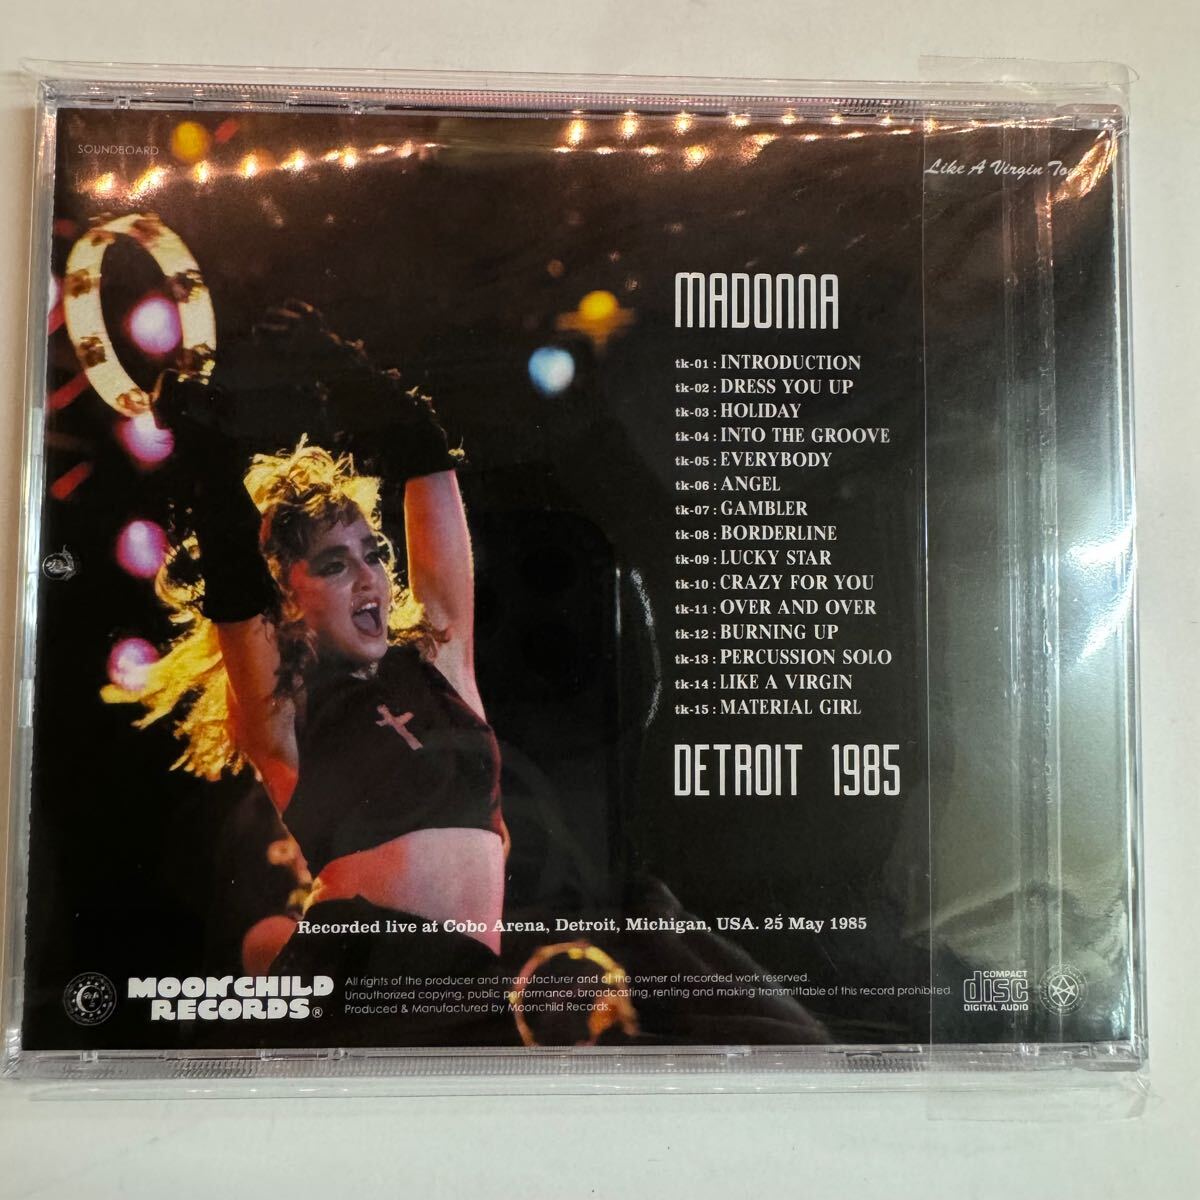 SOUNDBOARD
Like A Virgin
MADONNA
tk-01 : INTRODUCTION
tk-02 : DRESS YOU UP
tk-03 : HOLIDAY
tk-04 : INTO THE GROOVE
tk-05 : EVERYBODY
tk-06 : ANGEL
tk-07 : GAMBLER
tk-08 : BORDERLINE
tk-09 : LUCKY STAR
tk-10 : CRAZY FOR YOU
tk-11 : OVER AND OVER
tk-12 : BURNING UP
tk-13 : PERCUSSION SOLO
tk-14 : LIKE A VIRGIN
tk-15 : MATERIAL GIRL
DETROIT 1985
Recorded live at Cobo Arena, Detroit, Michigan, USA. 25 May 1985
MOONCHILD
RECORDS®
All rights of the producer and manufacturer and of the owner of recorded work reserved.
Unauthorized copying, public performance, broadcasting, renting and making transmittable of this record prohibited.
Produced & Manufactured by Moonchild Records.
COMPACT
disc
DIGITAL AUDIO